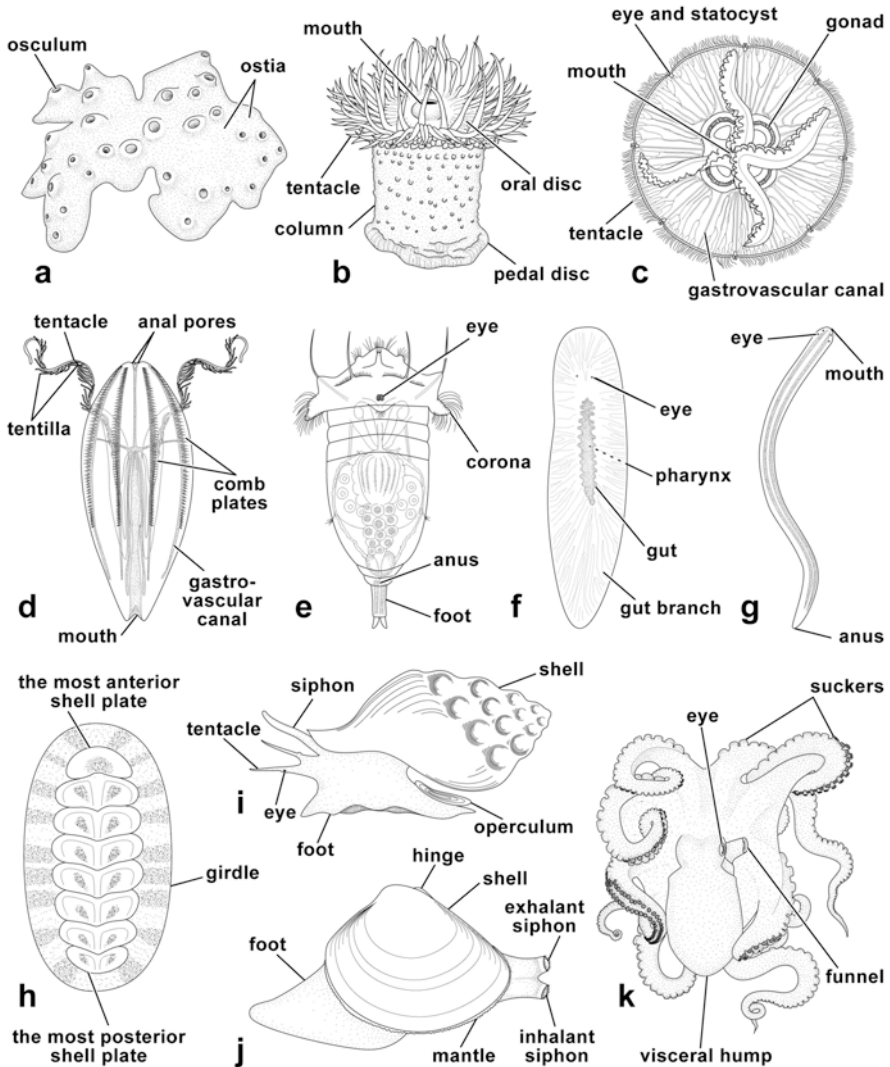 osculum
ostia
a
mouth
tentacle
column
oral disc
pedal disc
b
eye and statocyst
gonad
mouth
tentacle
gastrovascular canal
c
tentacle
anal pores
tentilla
comb
plates
gastro-
vascular
canal
mouth
d
eye
corona
anus
foot
e
eye
pharynx
gut
gut branch
f
eye
mouth
anus
g
the most anterior
shell plate
girdle
the most posterior
shell plate
h
siphon
shell
tentacle
eye
foot
operculum
i
hinge
shell
exhalant
siphon
foot
mantle
inhalant
siphon
j
eye
suckers
funnel
visceral hump
k